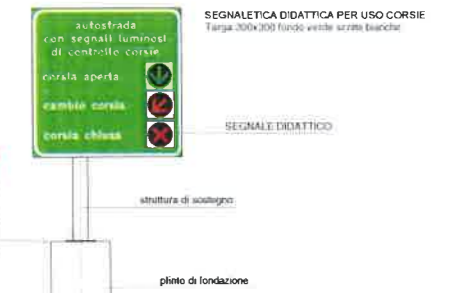 SEGNALETICA DIDATTICA PER USO CORSIE
Targa 300x300 fondo verde scritte bianche
autostrada
con segnali luminosi
di controllo corsie
corsia aperta
cambio corsia
corsia chiusa
SEGNALE DIDATTICO
struttura di sostegno
plinto di fondazione